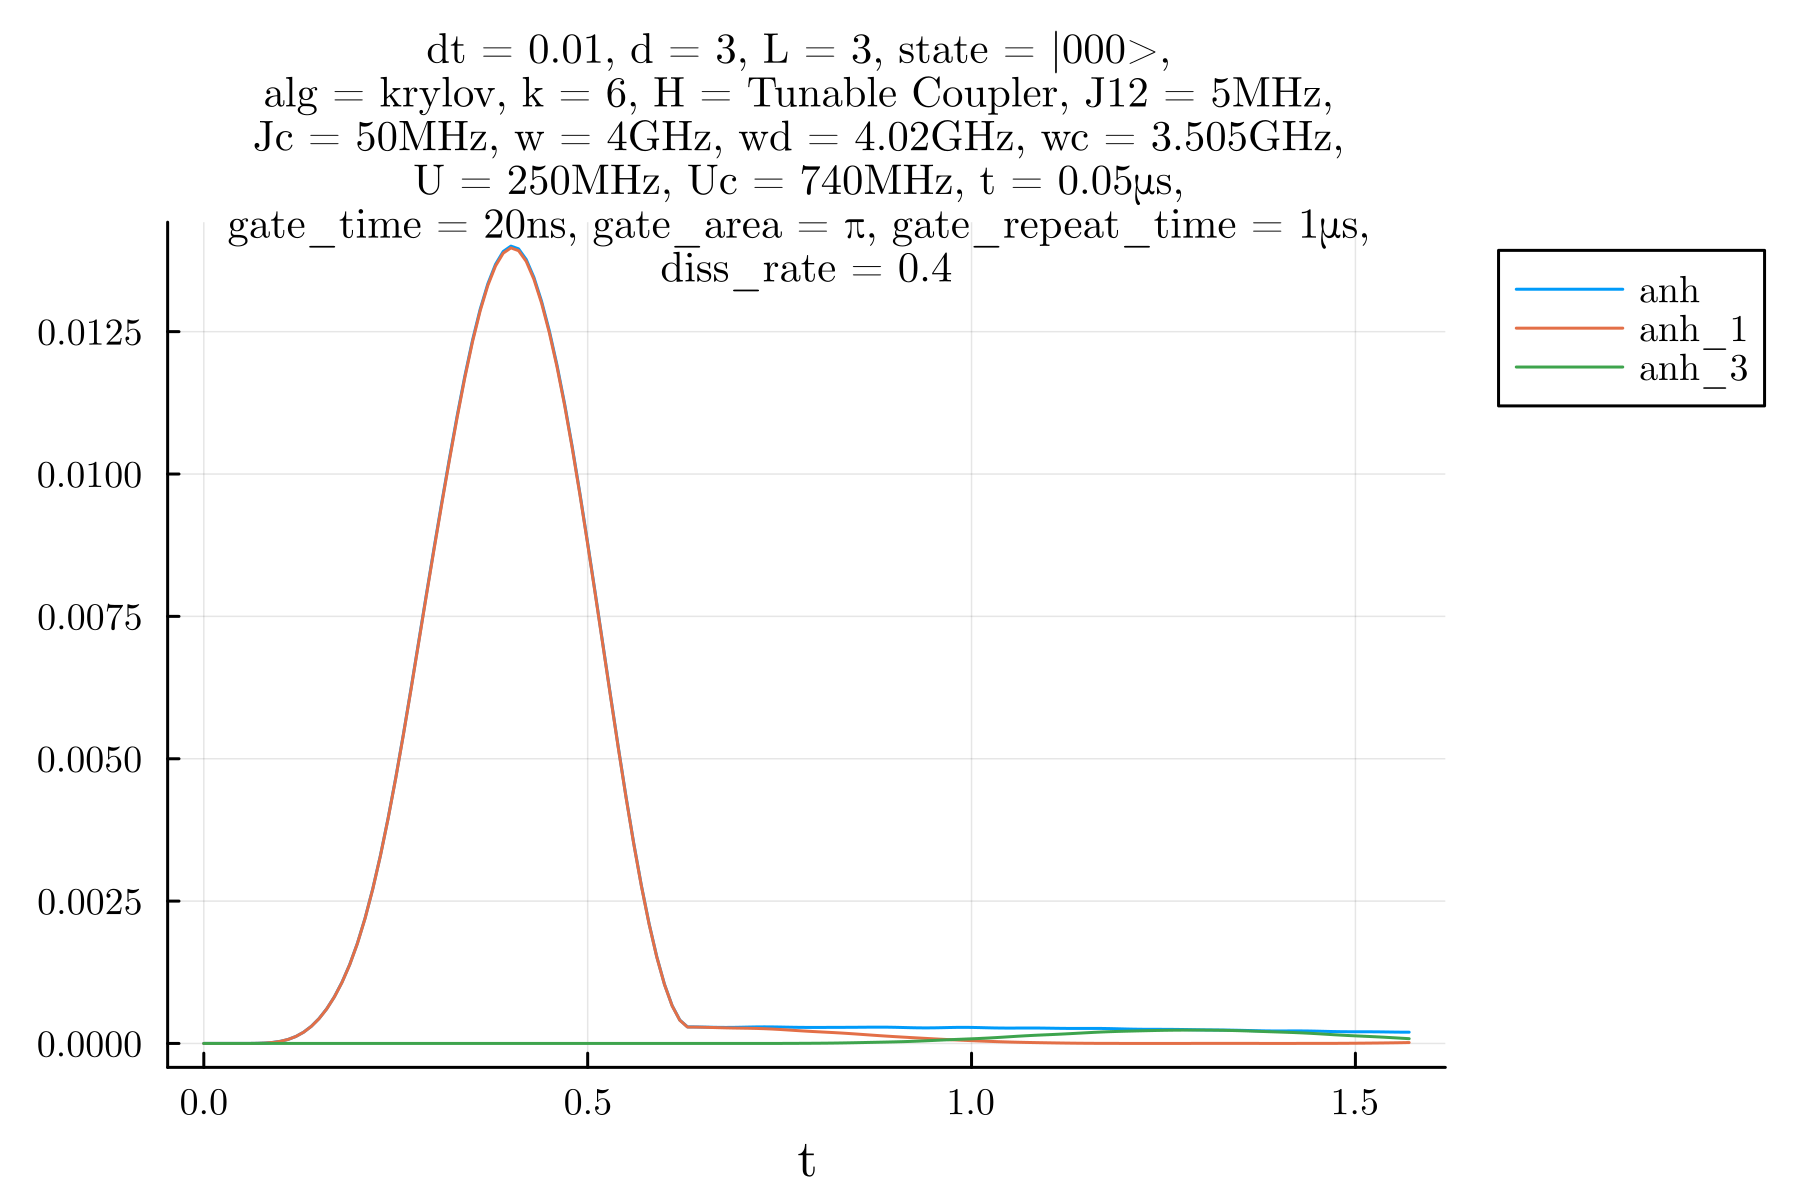 dt = 0.01, d = 3, L = 3, state = |000>,
alg = krylov, k = 6, H = Tunable Coupler, J12 = 5MHz,
Jc = 50MHz, w = 4GHz, wd = 4.02GHz, wc = 3.505GHz,
U = 250MHz, Uc = 740MHz, t = 0.05μs,
gate_time = 20ns, gate_area = π, gate_repeat_time = 1μs,
diss_rate = 0.4
anh
anh_1
anh_3
0.0125
0.0100
0.0075
0.0050
0.0025
0.0000
0.0 0.5 1.0 1.5
t